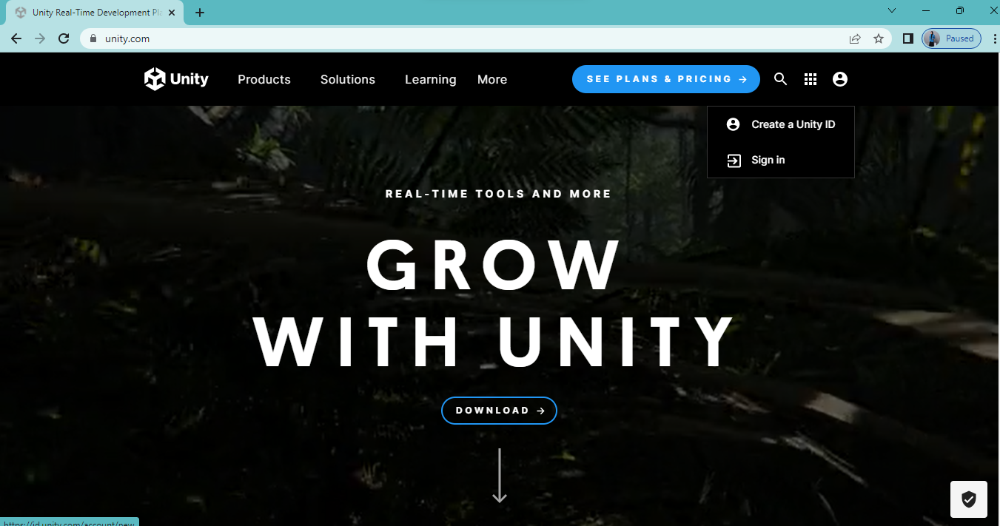 Unity Real-Time Development Pla
unity.com
Paused
Unity
Products
Solutions
Learning
More
SEE PLANS & PRICING
Create a Unity ID
Sign in
REAL-TIME TOOLS AND MORE
GROW
WITH UNITY
DOWNLOAD
https://id.unity.com/account/new